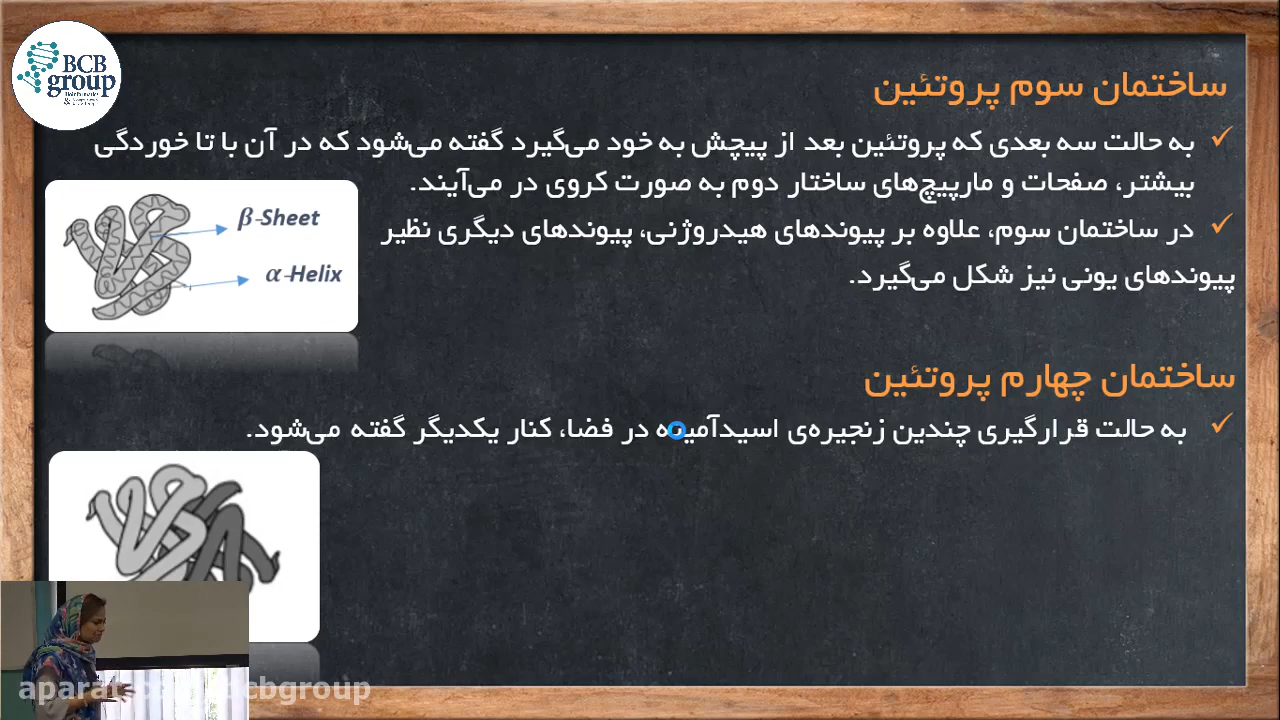 BCB
group
ساختمان سوم پروتئین
به حالت سه بعدی که پروتئین بعد از پیچش به خود می‌گیرد گفته می‌شود که در آن با تا خوردگی
بیشتر، صفحات و مارپیچ‌های ساختار دوم به صورت کروی در می‌آیند.
در ساختمان سوم، علاوه بر پیوندهای هیدروژنی، پیوندهای دیگری نظیر
پیوندهای یونی نیز شکل می‌گیرد.
β-Sheet
α-Helix
ساختمان چهارم پروتئین
به حالت قرارگیری چندین زنجیره‌ی اسیدآمینه در فضا، کنار یکدیگر گفته می‌شود.
aparat.com/bcbgroup